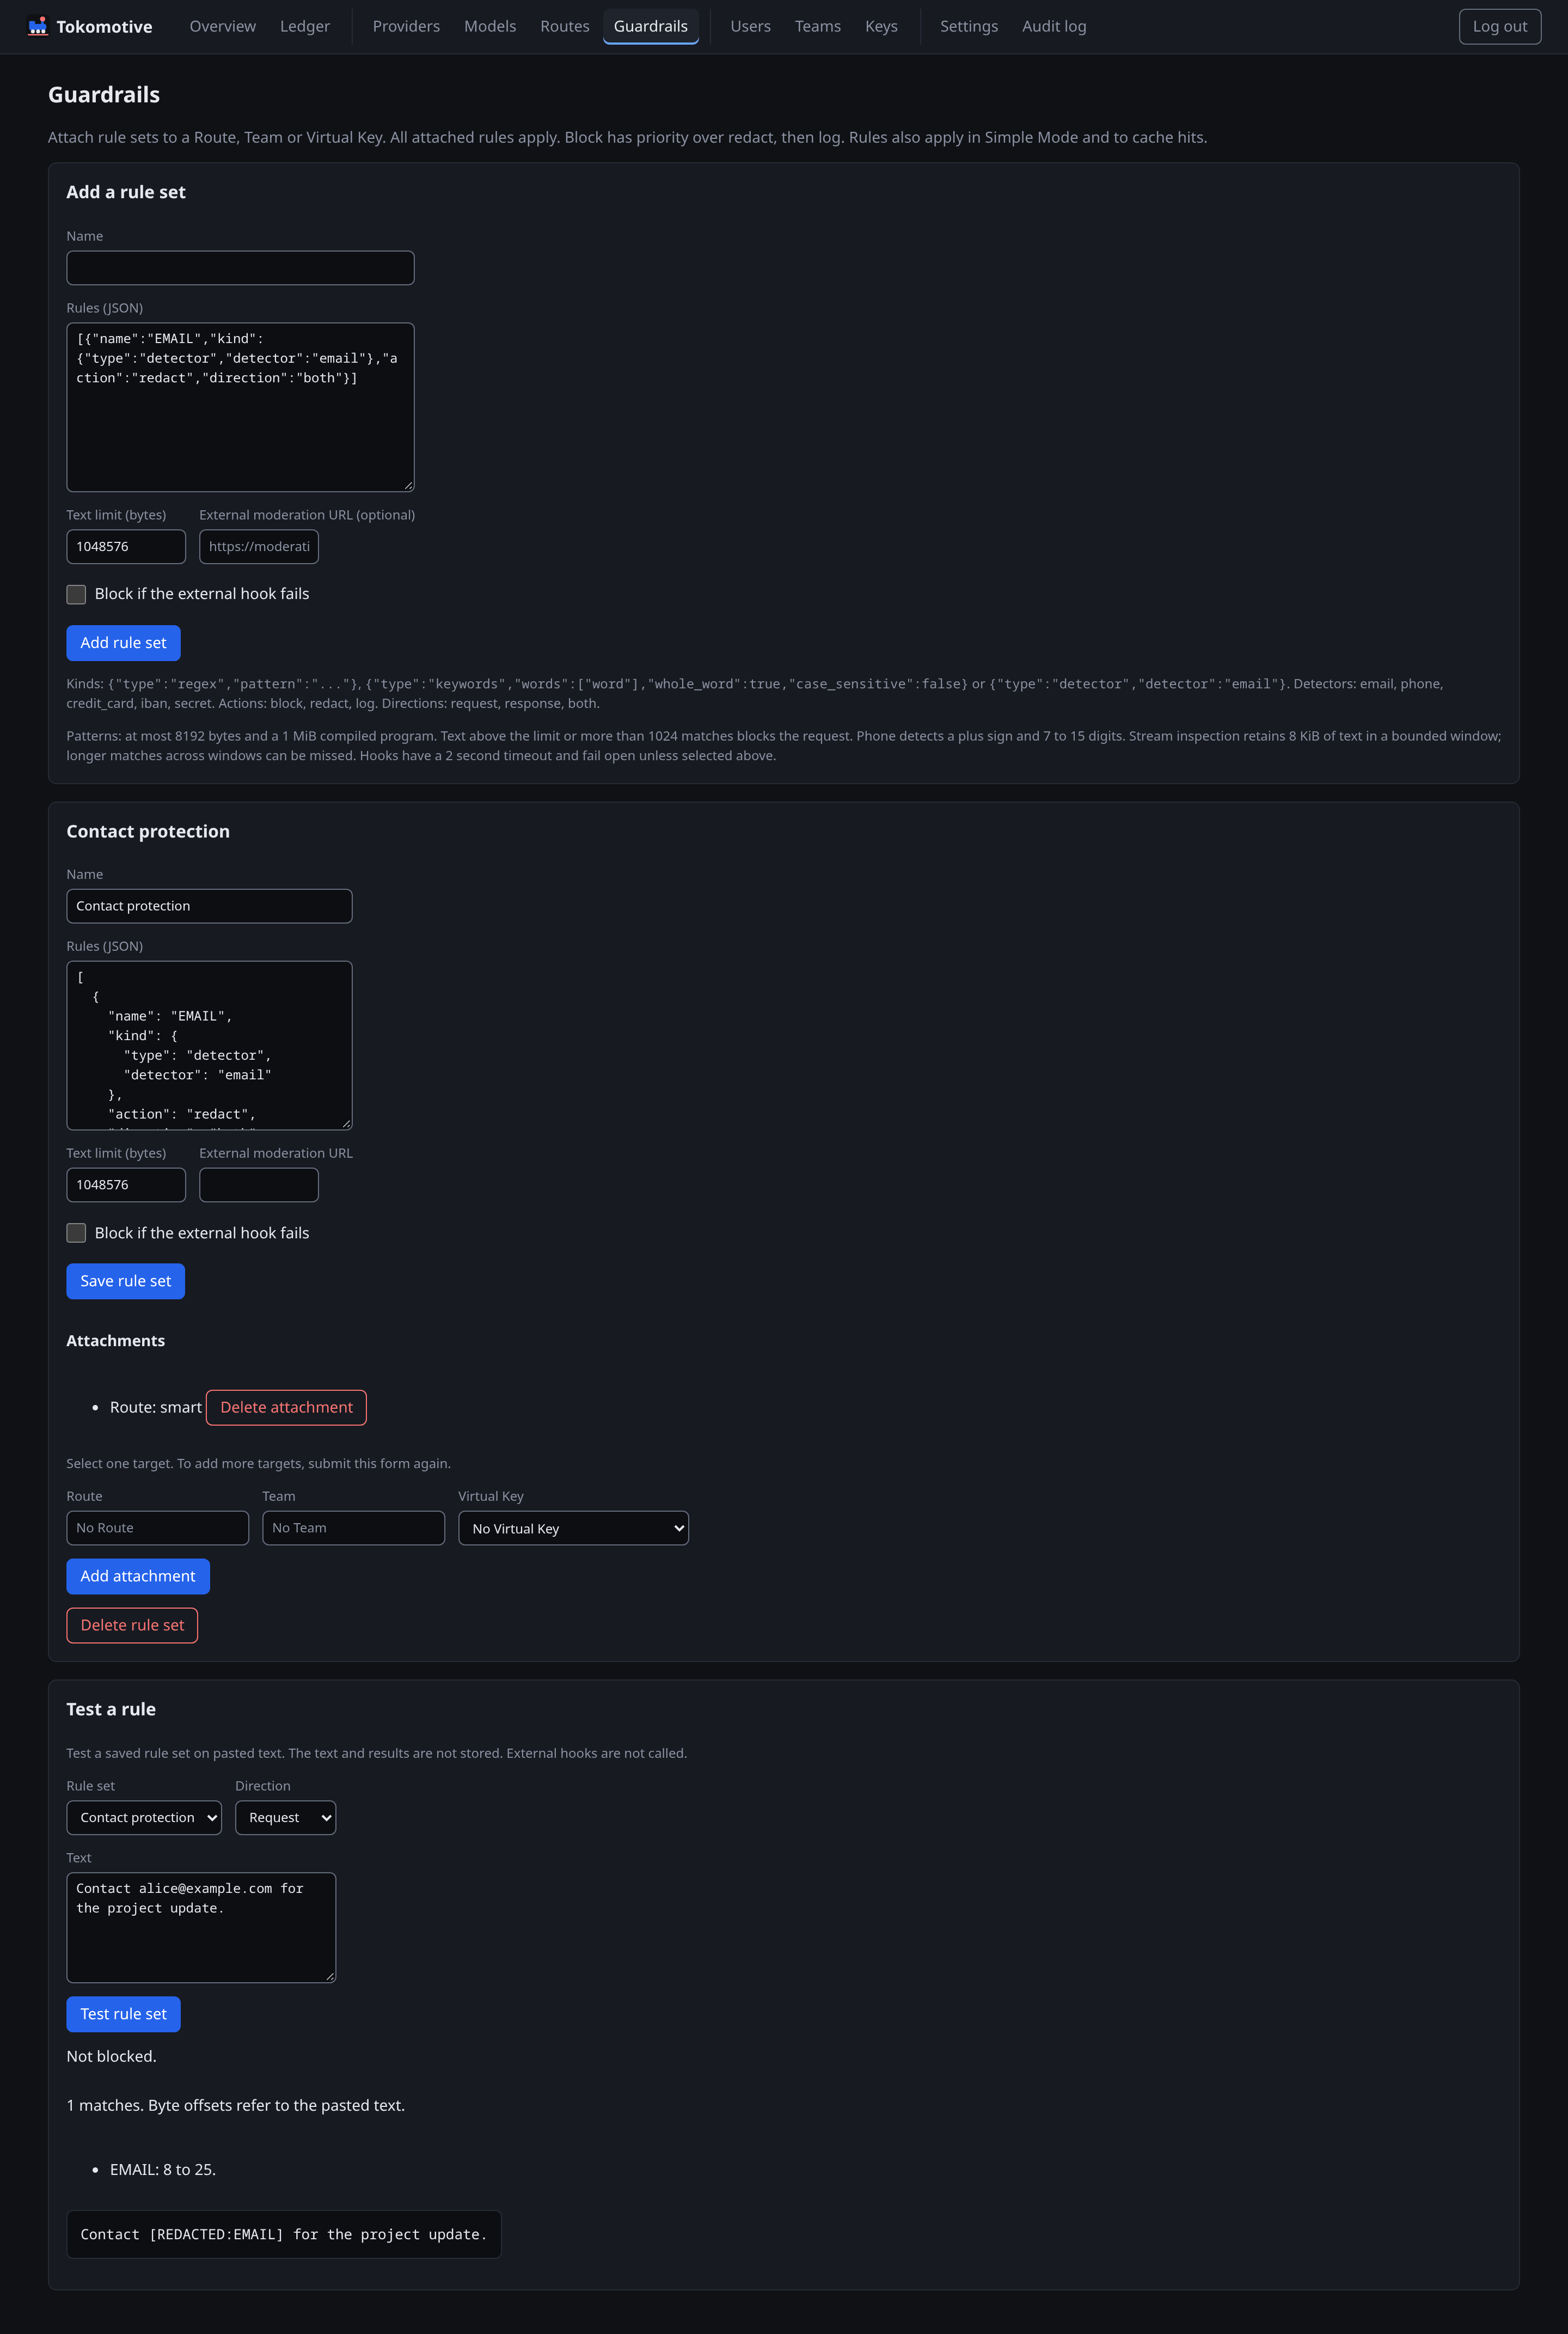 Tokomotive
Overview
Ledger
Providers
Models
Routes
Guardrails
Users
Teams
Keys
Settings
Audit log
Log out
Guardrails
Attach rule sets to a Route, Team or Virtual Key. All attached rules apply. Block has priority over redact, then log. Rules also apply in Simple Mode and to cache hits.
Add a rule set
Name
Rules (JSON)
[{"name":"EMAIL","kind":
{"type":"detector","detector":"email"},"a
ction":"redact","direction":"both"}]
Text limit (bytes)
External moderation URL (optional)
1048576
https://moderati
Block if the external hook fails
Add rule set
Kinds: {"type":"regex","pattern":"..."}, {"type":"keywords","words":["word"],"whole_word":true,"case_sensitive":false} or {"type":"detector","detector":"email"}. Detectors: email, phone,
credit_card, iban, secret. Actions: block, redact, log. Directions: request, response, both.
Patterns: at most 8192 bytes and a 1 MiB compiled program. Text above the limit or more than 1024 matches blocks the request. Phone detects a plus sign and 7 to 15 digits. Stream inspection retains 8 KiB of text in a bounded window;
longer matches across windows can be missed. Hooks have a 2 second timeout and fail open unless selected above.
Contact protection
Name
Contact protection
Rules (JSON)
[
{
"name": "EMAIL",
"kind": {
"type": "detector",
"detector": "email"
},
"action": "redact",
Text limit (bytes)
External moderation URL
1048576
Block if the external hook fails
Save rule set
Attachments
• Route: smart
Delete attachment
Select one target. To add more targets, submit this form again.
Route
Team
Virtual Key
No Route
No Team
No Virtual Key
Add attachment
Delete rule set
Test a rule
Test a saved rule set on pasted text. The text and results are not stored. External hooks are not called.
Rule set
Direction
Contact protection
Request
Text
Contact alice@example.com for
the project update.
Test rule set
Not blocked.
1 matches. Byte offsets refer to the pasted text.
• EMAIL: 8 to 25.
Contact [REDACTED:EMAIL] for the project update.